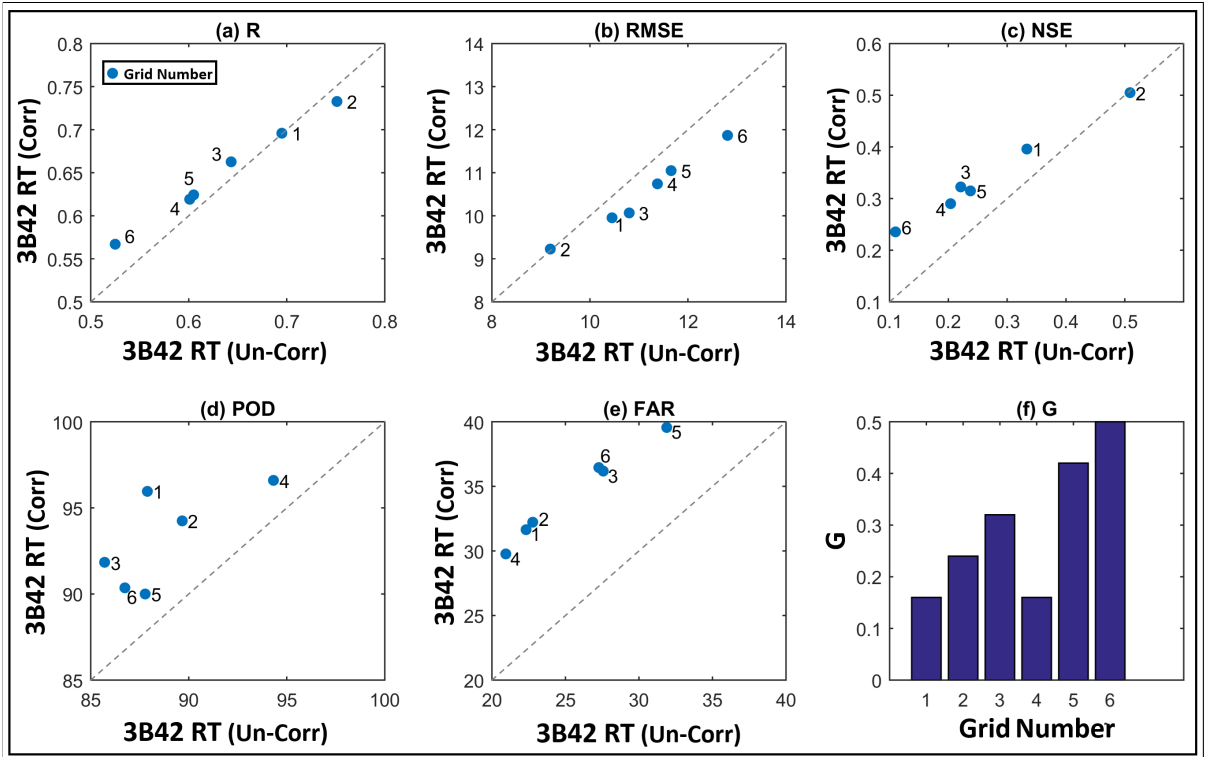 (a) R
0.8
0.75
0.7
0.65
0.6
0.55
0.5
0.5 0.6 0.7 0.8
3B42 RT (Corr)
3B42 RT (Un-Corr)
Grid Number
2
1
3
5
4
6
(b) RMSE
14
13
12
11
10
9
8
8 10 12 14
3B42 RT (Corr)
3B42 RT (Un-Corr)
6
5
4
3
1
2
(c) NSE
0.6
0.5
0.4
0.3
0.2
0.1
0.1 0.2 0.3 0.4 0.5
3B42 RT (Corr)
3B42 RT (Un-Corr)
2
1
3
5
4
6
(d) POD
100
95
90
85
85 90 95 100
3B42 RT (Corr)
3B42 RT (Un-Corr)
4
1
2
3
6
5
(e) FAR
40
35
30
25
20
20 25 30 35 40
3B42 RT (Corr)
3B42 RT (Un-Corr)
5
6
3
2
1
4
(f) G
0.5
0.4
0.3
0.2
0.1
0
1 2 3 4 5 6
G
Grid Number